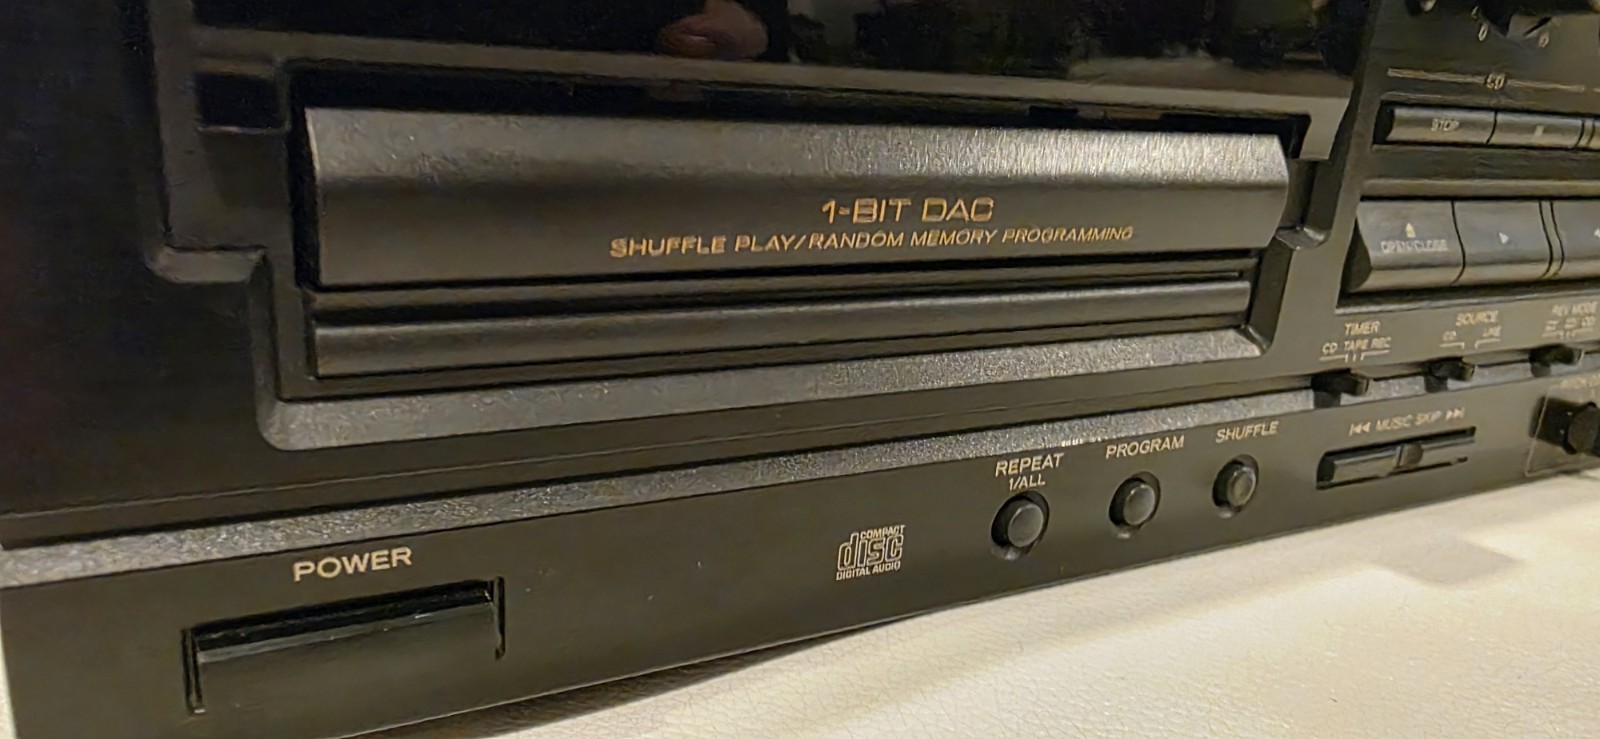 CD
STOP
1-BIT DAC
SHUFFLE PLAY/RANDOM MEMORY PROGRAMMING
OPEN/CLOSE
TIMER
CD TAPE REC
SOURCE
CD LINE
REV MODE
REPEAT
1/ALL
PROGRAM
SHUFFLE
MUSIC SKIP
POWER
COMPACT
disc
DIGITAL AUDIO